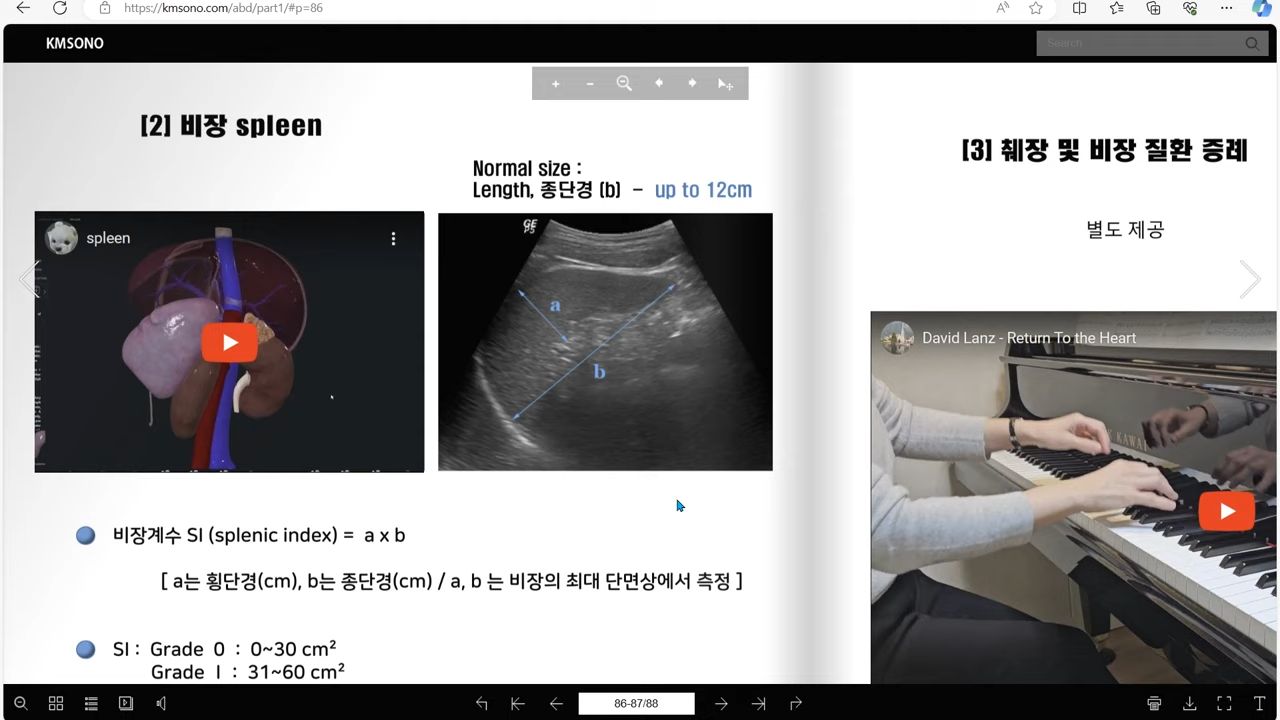 https://kmsono.com/abd/part1/#p=86
KMSONO
Search
[2] 비장 spleen
Normal size :
Length, 종단경 (b) - up to 12cm
spleen
GE
a
b
비장계수 SI (splenic index) = a x b
[ a는 횡단경(cm), b는 종단경(cm) / a, b 는 비장의 최대 단면상에서 측정 ]
SI : Grade 0 : 0~30 cm²
Grade I : 31~60 cm²
[3] 췌장 및 비장 질환 증례
별도 제공
David Lanz - Return To the Heart
KAWAI
86-87/88